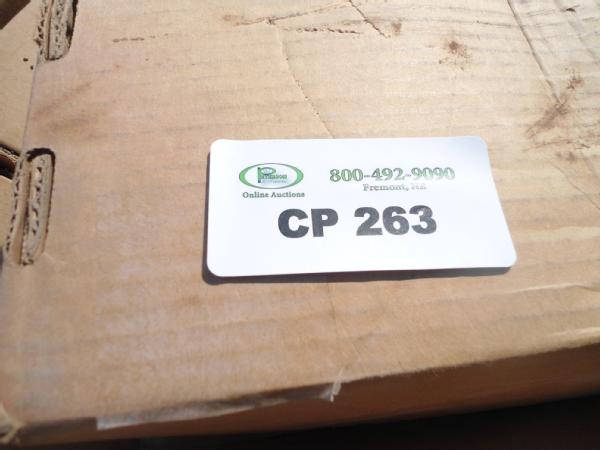 800-492-9090
Fremont, NE
Online Auctions
CP 263